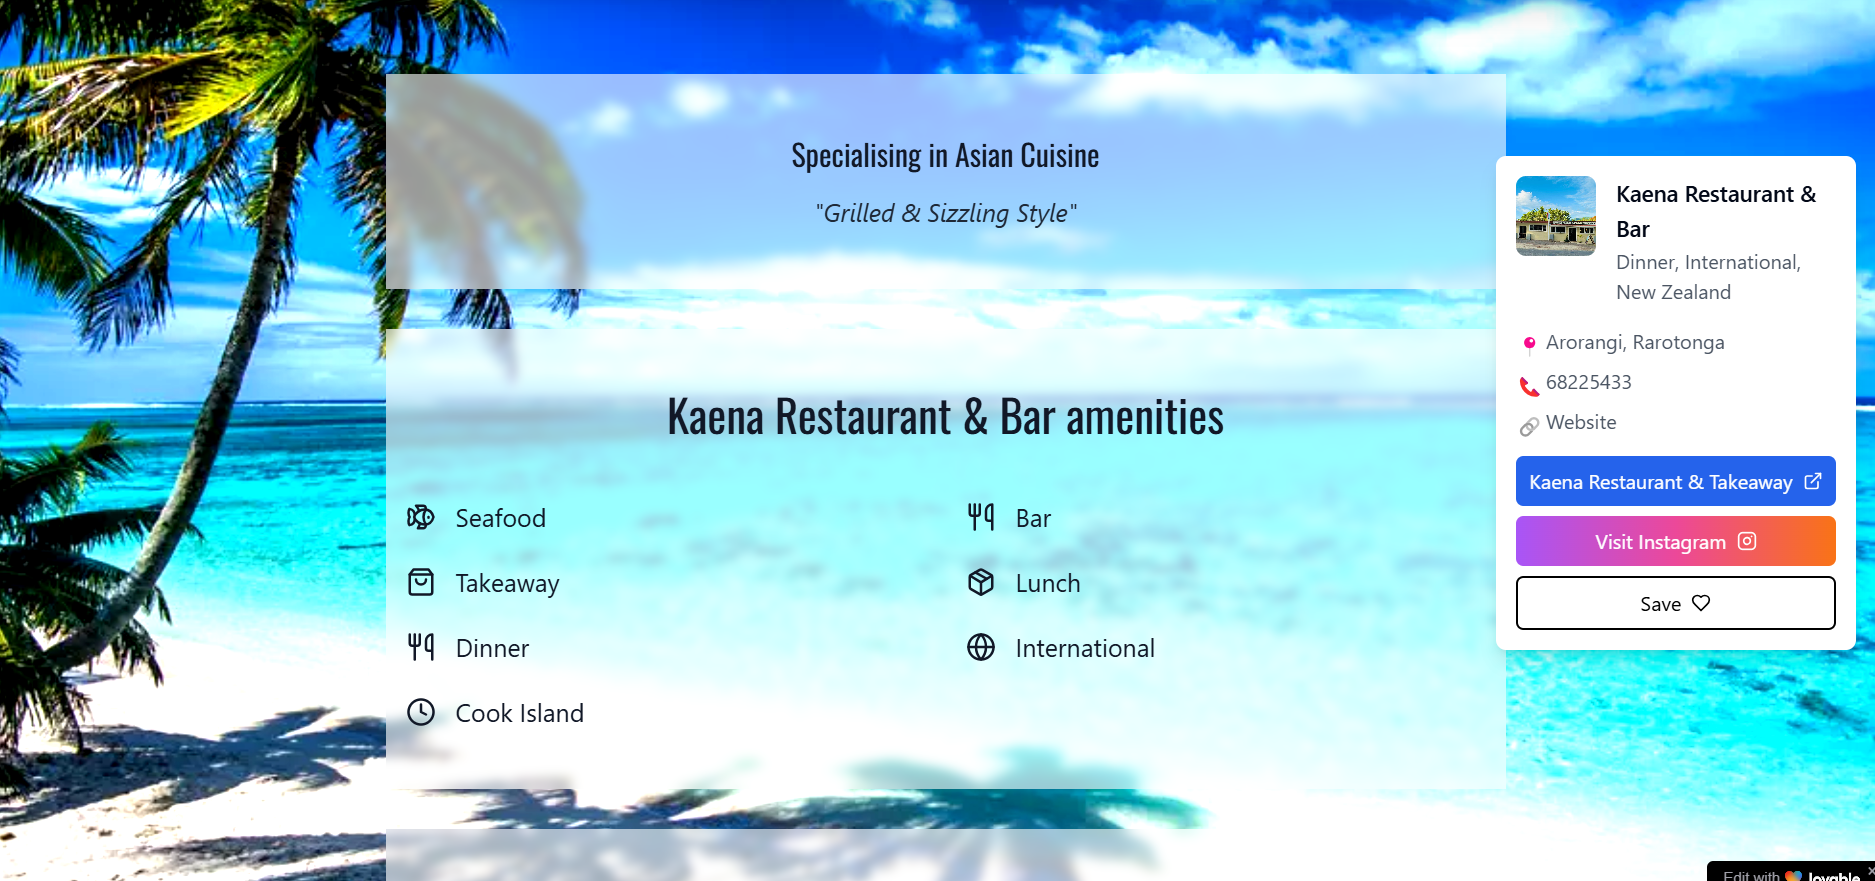 Specialising in Asian Cuisine
"Grilled & Sizzling Style"
Kaena Restaurant & Bar amenities
Seafood
Bar
Takeaway
Lunch
Dinner
International
Cook Island
Kaena Restaurant &
Bar
Dinner, International,
New Zealand
Arorangi, Rarotonga
68225433
Website
Kaena Restaurant & Takeaway
Visit Instagram
Save
Edit with lovable